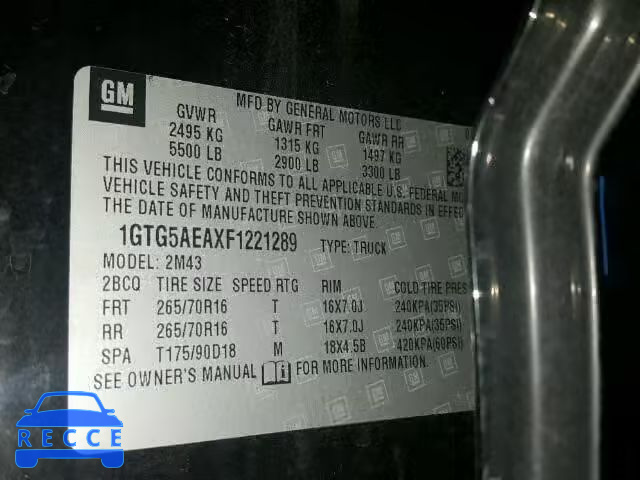 GM
MFD BY GENERAL MOTORS LLC
GVWR GAWR FRT GAWR RR
2495 KG 1315 KG 1497 KG
5500 LB 2900 LB 3300 LB
THIS VEHICLE CONFORMS TO ALL APPLICABLE U.S. FEDERAL MO
VEHICLE SAFETY AND THEFT PREVENTION STANDARDS IN EFFEC
THE DATE OF MANUFACTURE SHOWN ABOVE.
1GTG5AEAXF1221289 TYPE: TRUCK
MODEL: 2M43
2BCQ TIRE SIZE SPEED RTG RIM COLD TIRE PRES
FRT 265/70R16 T 16X7.0J 240KPA(35PSI)
RR 265/70R16 T 16X7.0J 240KPA(35PSI)
SPA T175/90D18 M 18X4.5B 420KPA(60PSI)
SEE OWNER'S MANUAL FOR MORE INFORMATION.
RECCE